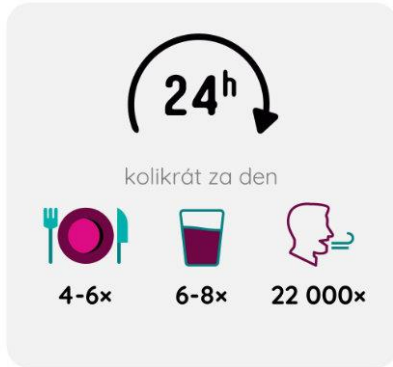 24h
kolikrát za den
4-6×
6-8×
22 000×